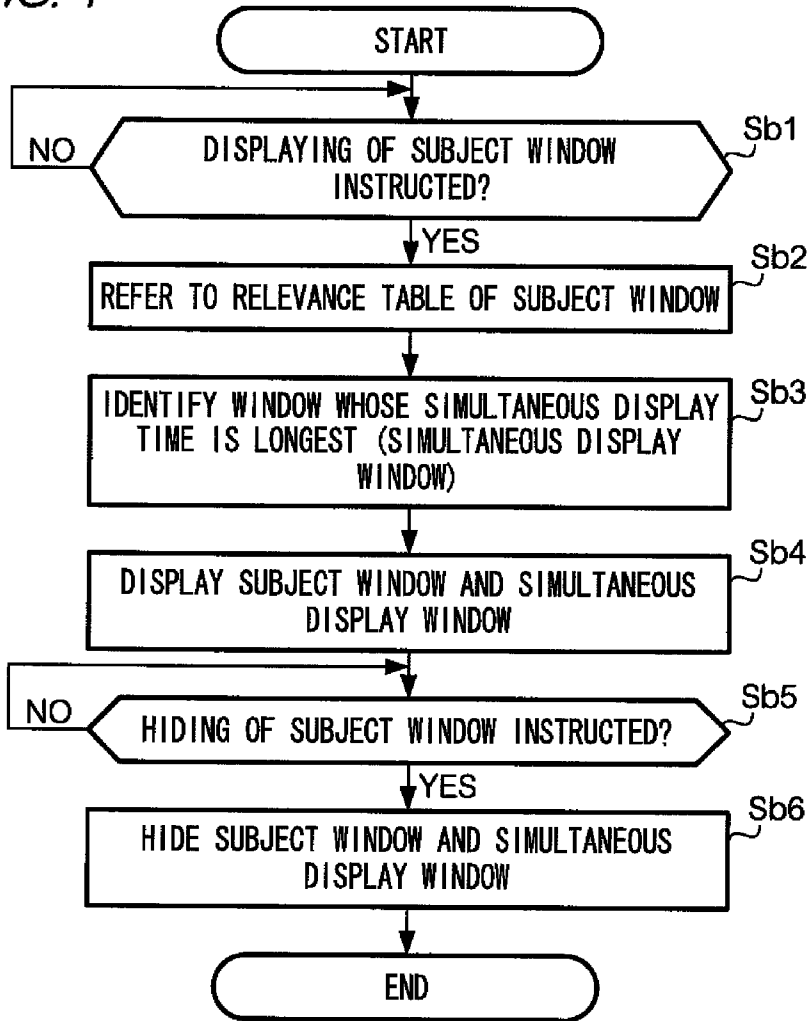 START
Sb1
NO
DISPLAYING OF SUBJECT WINDOW
INSTRUCTED?
YES
Sb2
REFER TO RELEVANCE TABLE OF SUBJECT WINDOW
Sb3
IDENTIFY WINDOW WHOSE SIMULTANEOUS DISPLAY
TIME IS LONGEST (SIMULTANEOUS DISPLAY
WINDOW)
Sb4
DISPLAY SUBJECT WINDOW AND SIMULTANEOUS
DISPLAY WINDOW
Sb5
NO
HIDING OF SUBJECT WINDOW INSTRUCTED?
YES
Sb6
HIDE SUBJECT WINDOW AND SIMULTANEOUS
DISPLAY WINDOW
END